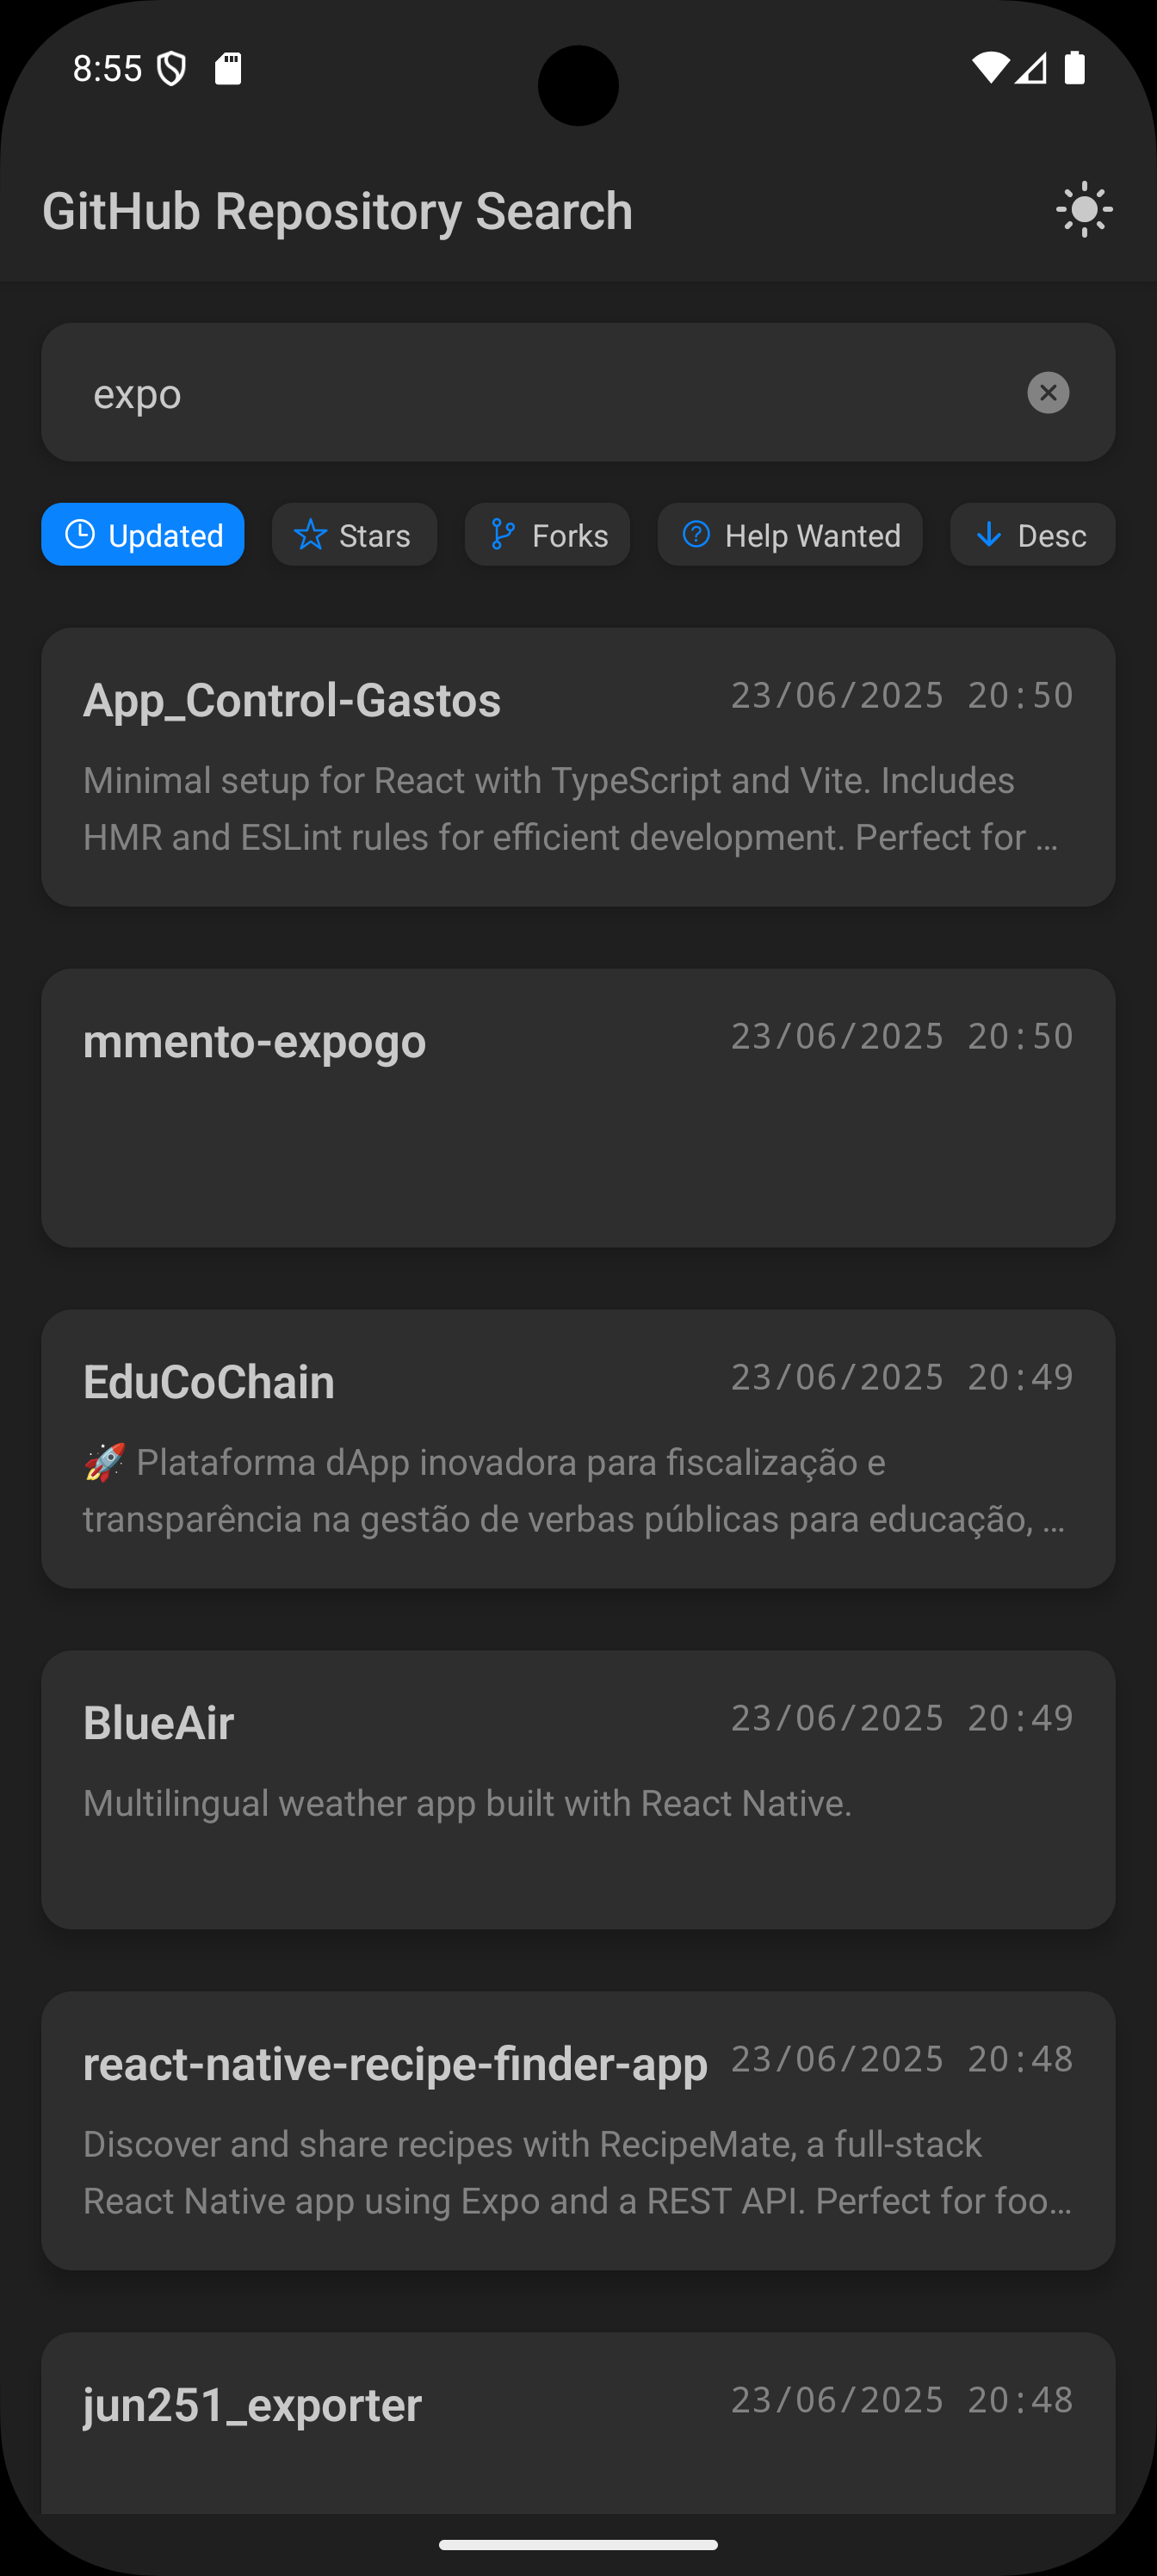 8:55
GitHub Repository Search
expo
Updated Stars Forks Help Wanted Desc
App_Control-Gastos 23/06/2025 20:50
Minimal setup for React with TypeScript and Vite. Includes
HMR and ESLint rules for efficient development. Perfect for ...
mmento-expogo 23/06/2025 20:50
EduCoChain 23/06/2025 20:49
🚀 Plataforma dApp inovadora para fiscalização e
transparência na gestão de verbas públicas para educação, ...
BlueAir 23/06/2025 20:49
Multilingual weather app built with React Native.
react-native-recipe-finder-app 23/06/2025 20:48
Discover and share recipes with RecipeMate, a full-stack
React Native app using Expo and a REST API. Perfect for foo...
jun251_exporter 23/06/2025 20:48